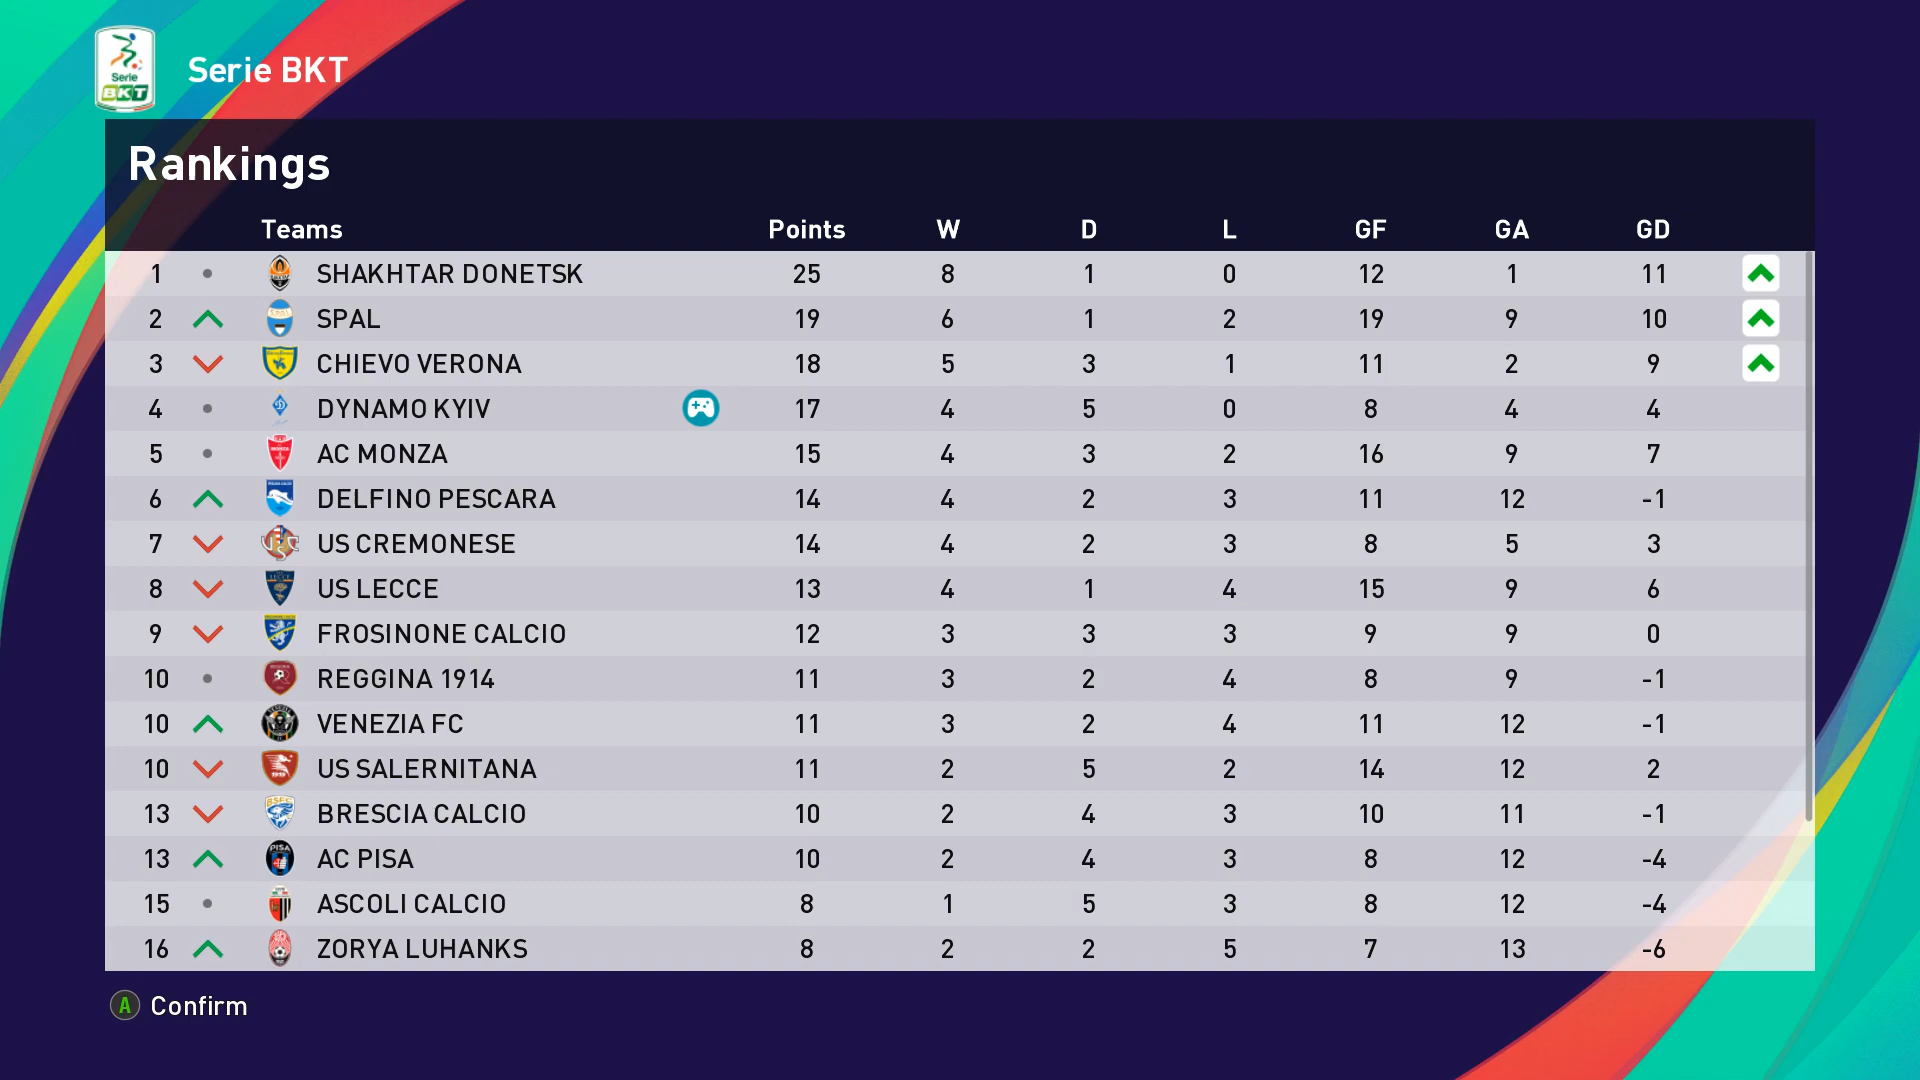 Serie
BKT
Serie BKT
Rankings
Teams Points W D L GF GA GD
1 SHAKHTAR DONETSK 25 8 1 0 12 1 11
2 SPAL 19 6 1 2 19 9 10
3 CHIEVO VERONA 18 5 3 1 11 2 9
4 DYNAMO KYIV 17 4 5 0 8 4 4
5 AC MONZA 15 4 3 2 16 9 7
6 DELFINO PESCARA 14 4 2 3 11 12 -1
7 US CREMONESE 14 4 2 3 8 5 3
8 US LECCE 13 4 1 4 15 9 6
9 FROSINONE CALCIO 12 3 3 3 9 9 0
10 REGGINA 1914 11 3 2 4 8 9 -1
10 VENEZIA FC 11 3 2 4 11 12 -1
10 US SALERNITANA 11 2 5 2 14 12 2
13 BRESCIA CALCIO 10 2 4 3 10 11 -1
13 AC PISA 10 2 4 3 8 12 -4
15 ASCOLI CALCIO 8 1 5 3 8 12 -4
16 ZORYA LUHANKS 8 2 2 5 7 13 -6
A Confirm